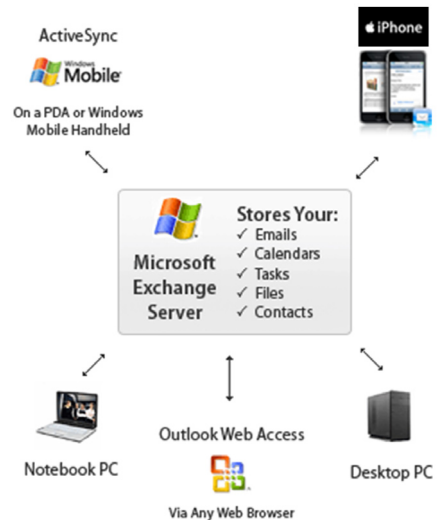 ActiveSync
Windows
Mobile
On a PDA or Windows
Mobile Handheld
iPhone
Microsoft
Exchange
Server
Stores Your:
✓ Emails
✓ Calendars
✓ Tasks
✓ Files
✓ Contacts
Notebook PC
Outlook Web Access
Via Any Web Browser
Desktop PC